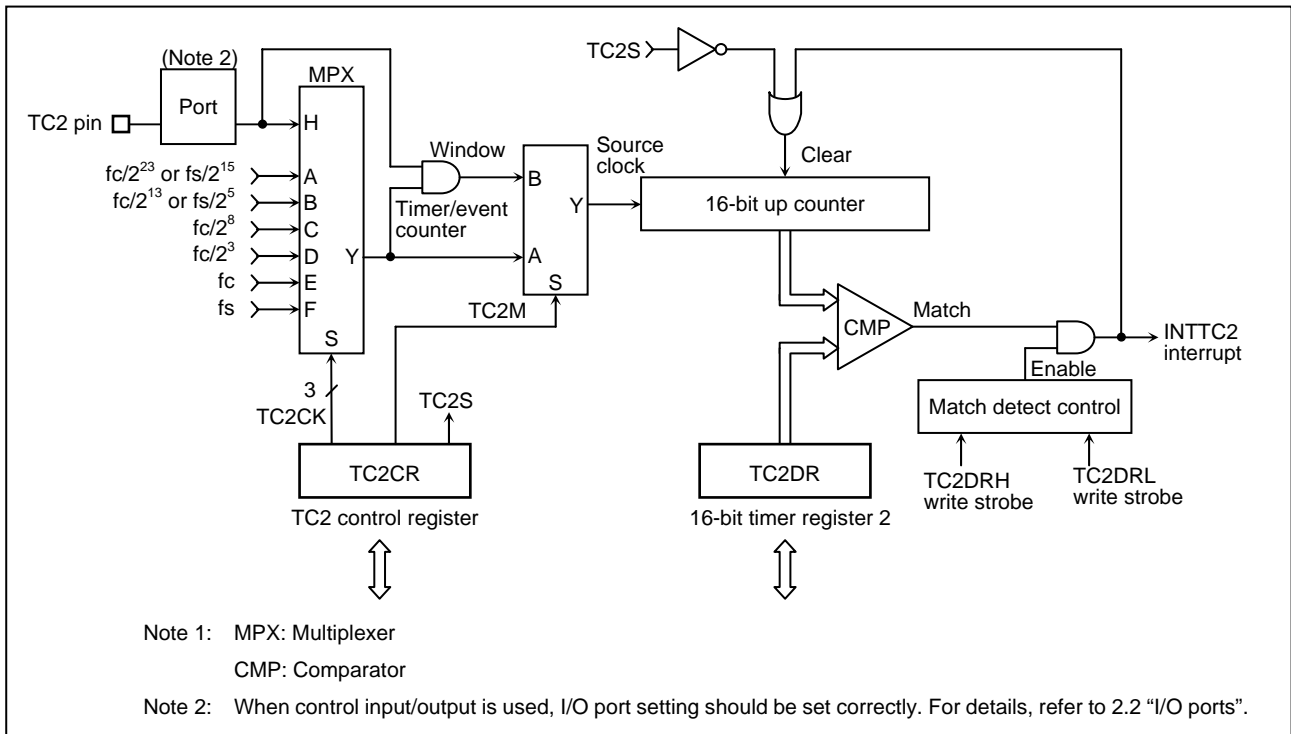 TC2S
(Note 2)
MPX
Port
TC2 pin
H
fc/2^23 or fs/2^15
A
fc/2^13 or fs/2^5
B
fc/2^8
C
fc/2^3
D
fc
E
fs
F
Y
S
Window
Timer/event
counter
B
Y
A
S
TC2M
Source
clock
Clear
16-bit up counter
CMP
Match
INTTC2
interrupt
Enable
Match detect control
3
TC2CK
TC2S
TC2CR
TC2 control register
TC2DR
16-bit timer register 2
TC2DRH
write strobe
TC2DRL
write strobe
Note 1: MPX: Multiplexer
CMP: Comparator
Note 2: When control input/output is used, I/O port setting should be set correctly. For details, refer to 2.2 “I/O ports”.